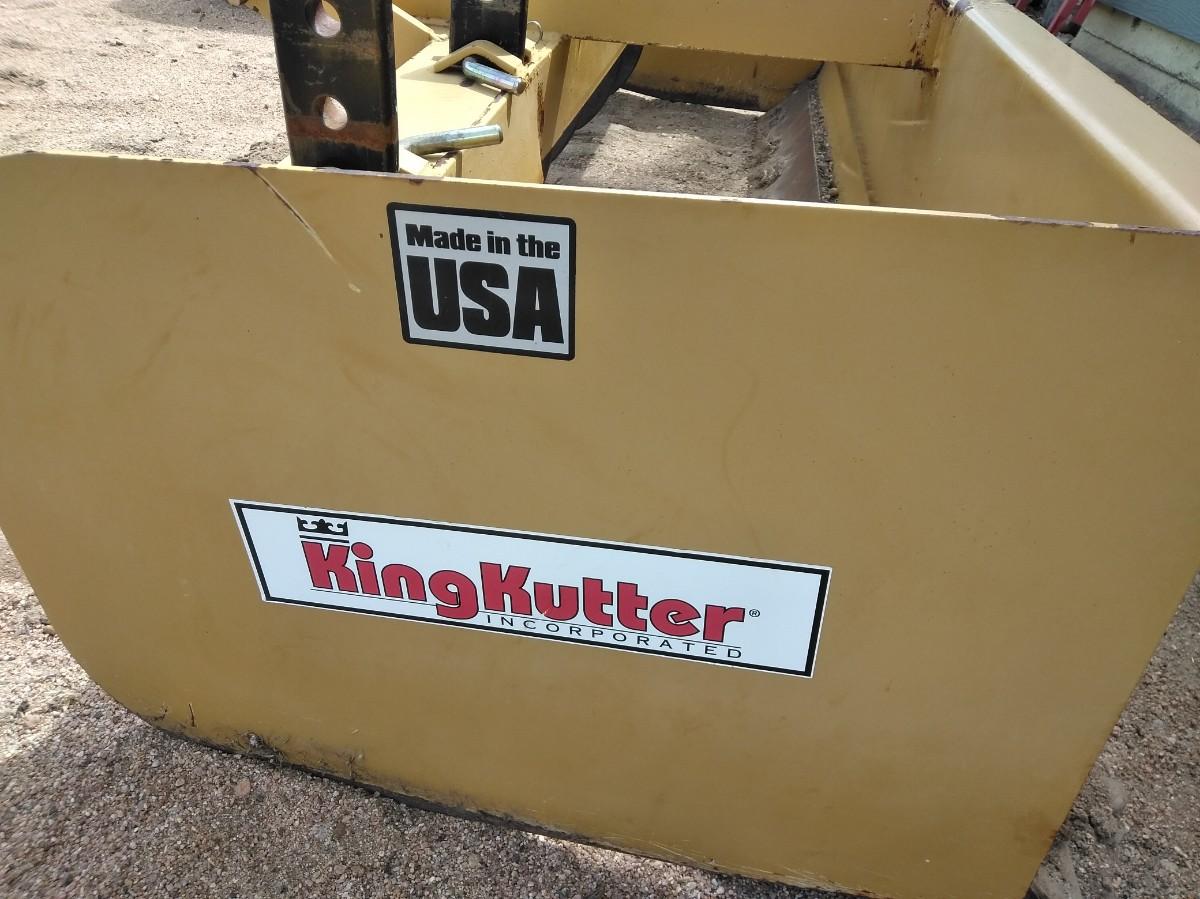 Made in the
USA
KingKutter®
INCORPORATED